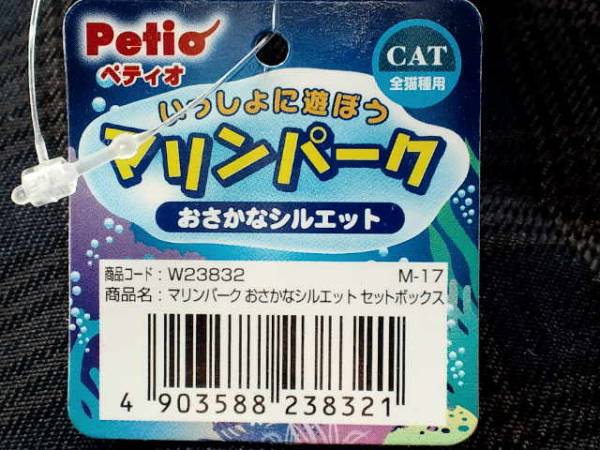 Petio
ペティオ
CAT
全猫種用
いっしょに遊ぼう
マリンパーク
おさかなシルエット
商品コード：W23832 M-17
商品名：マリンパーク おさかなシルエット セットボックス
4 903588 238321